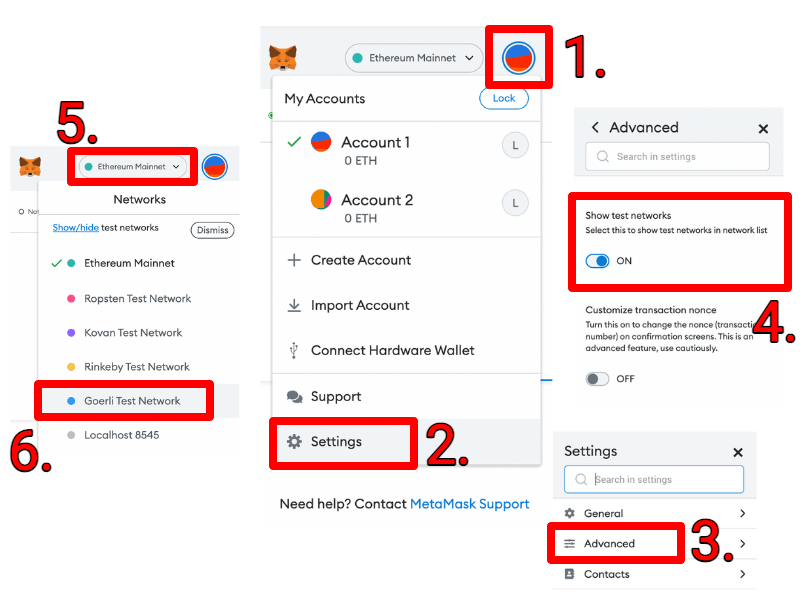 1.
Ethereum Mainnet
My Accounts
Lock
Account 1
0 ETH
L
Account 2
0 ETH
L
Create Account
Import Account
Connect Hardware Wallet
Support
Settings
2.
Need help? Contact MetaMask Support
Settings
Search in settings
General
Advanced
3.
Contacts
Advanced
Search in settings
Show test networks
Select this to show test networks in network list
ON
4.
Customize transaction nonce
Turn this on to change the nonce (transaction
number) on confirmation screens. This is an
advanced feature, use cautiously.
OFF
5.
Ethereum Mainnet
Networks
Show/hide test networks
Dismiss
Ethereum Mainnet
Ropsten Test Network
Kovan Test Network
Rinkeby Test Network
Goerli Test Network
6.
Localhost 8545